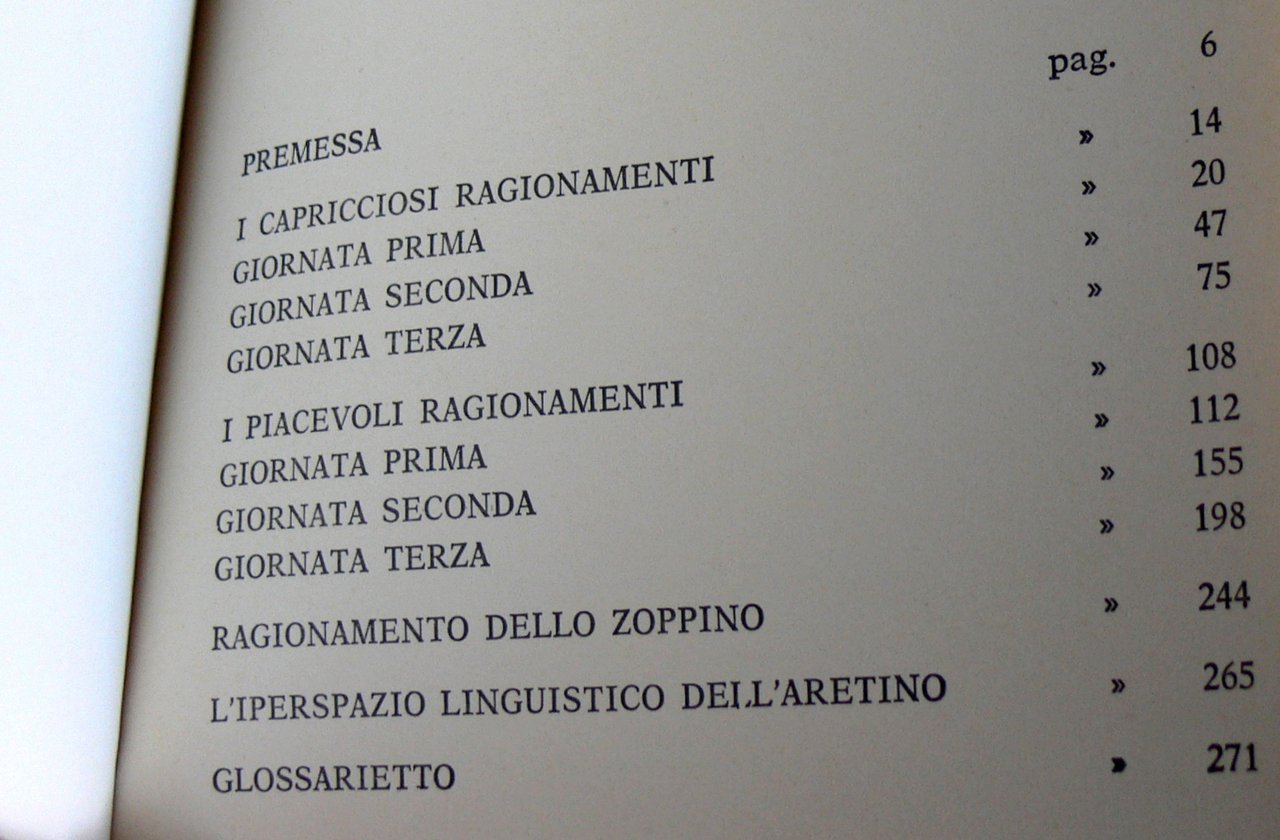 PREMESSA pag. 6
I CAPRICCIOSI RAGIONAMENTI » 14
GIORNATA PRIMA » 20
GIORNATA SECONDA » 47
GIORNATA TERZA » 75
I PIACEVOLI RAGIONAMENTI » 108
GIORNATA PRIMA » 112
GIORNATA SECONDA » 155
GIORNATA TERZA » 198
RAGIONAMENTO DELLO ZOPPINO » 244
L'IPERSPAZIO LINGUISTICO DELL'ARETINO » 265
GLOSSARIETTO » 271